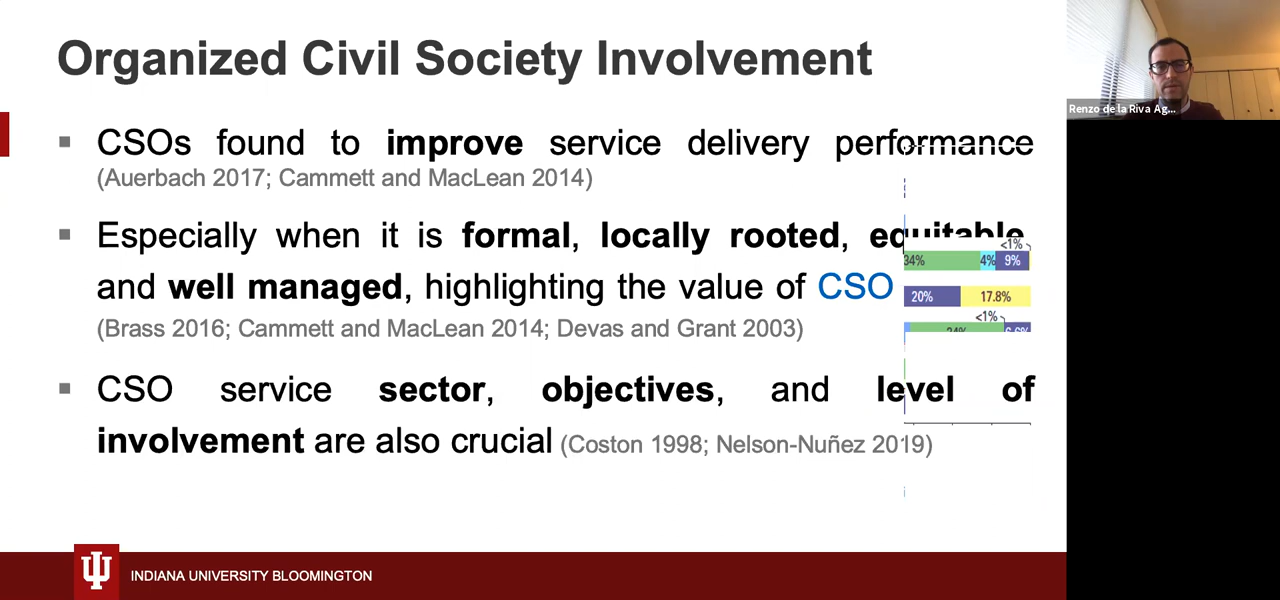 Organized Civil Society Involvement
▪ CSOs found to improve service delivery performance
(Auerbach 2017; Cammett and MacLean 2014)
▪ Especially when it is formal, locally rooted, equitable
and well managed, highlighting the value of CSO
(Brass 2016; Cammett and MacLean 2014; Devas and Grant 2003)
▪ CSO service sector, objectives, and level of
involvement are also crucial (Coston 1998; Nelson-Nuñez 2019)
<1%
34% 4% 9%
20% 17.8%
<1%
INDIANA UNIVERSITY BLOOMINGTON
Renzo de la Riva Ag...